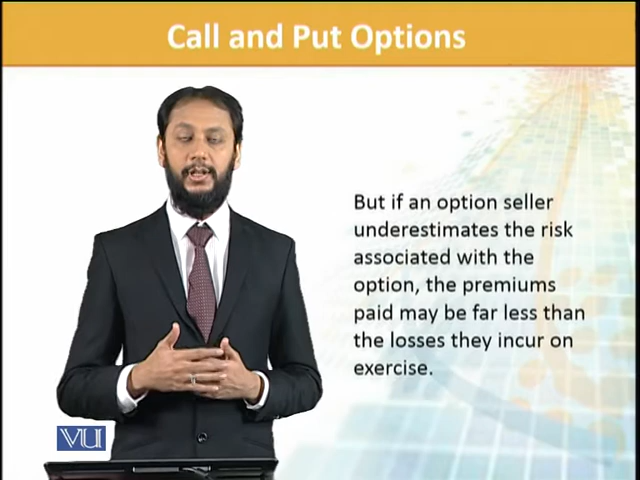 Call and Put Options
But if an option seller
underestimates the risk
associated with the
option, the premiums
paid may be far less than
the losses they incur on
exercise.
VU